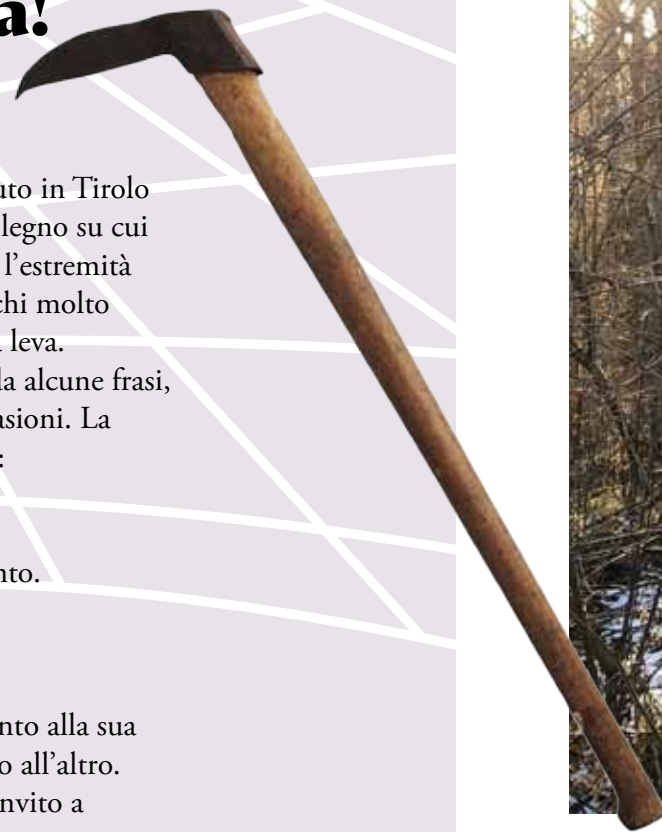 a!
uto in Tirolo
legno su cui
l’estremità
chi molto
leva.
la alcune frasi,
asioni. La
:
nto.
nto alla sua
o all’altro.
nvito a